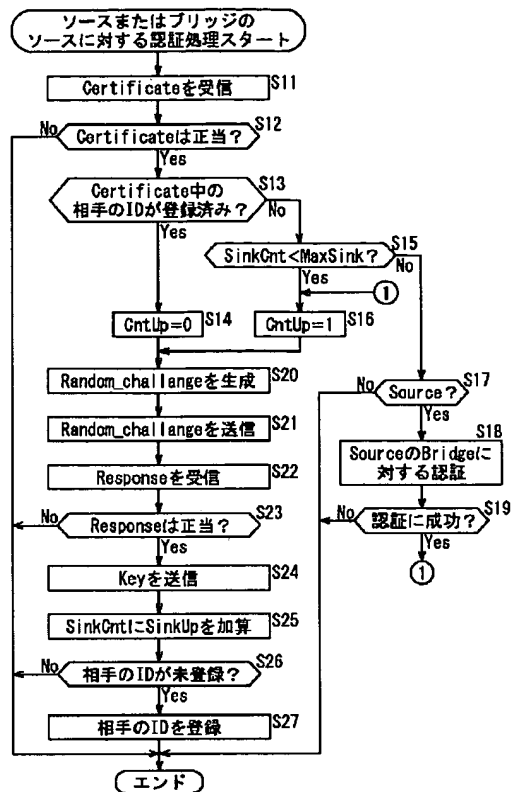 ソースまたはブリッジの
ソースに対する認証処理スタート
Certificateを受信
S11
Certificateは正当?
S12
No
Yes
Certificate中の
相手のIDが登録済み?
S13
No
Yes
SinkCnt<MaxSink?
S15
No
Yes
①
CntUp=0
S14
CntUp=1
S16
Random_challangeを生成
S20
No
Source?
S17
Yes
Random_challangeを送信
S21
SourceのBridgeに
対する認証
S18
Responseを受信
S22
No
Responseは正当?
S23
Yes
No
認証に成功?
S19
Yes
①
Keyを送信
S24
SinkCntにSinkUpを加算
S25
No
相手のIDが未登録?
S26
Yes
相手のIDを登録
S27
エンド